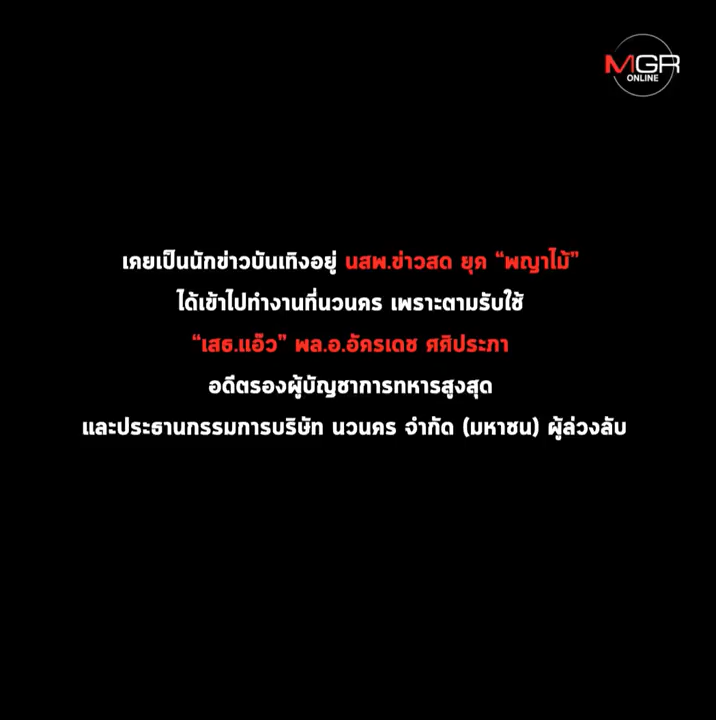 MGR
ONLINE
เคยเป็นนักข่าวบันเทิงอยู่ นสพ.ข่าวสด ยุค “พญาไม้”
ได้เข้าไปทำงานที่นวนคร เพราะตามรับใช้
“เสธ.แอ๊ว” พล.อ.อัครเดช ศศิประภา
อดีตรองผู้บัญชาการทหารสูงสุด
และประธานกรรมการบริษัท นวนคร จำกัด (มหาชน) ผู้ล่วงลับ